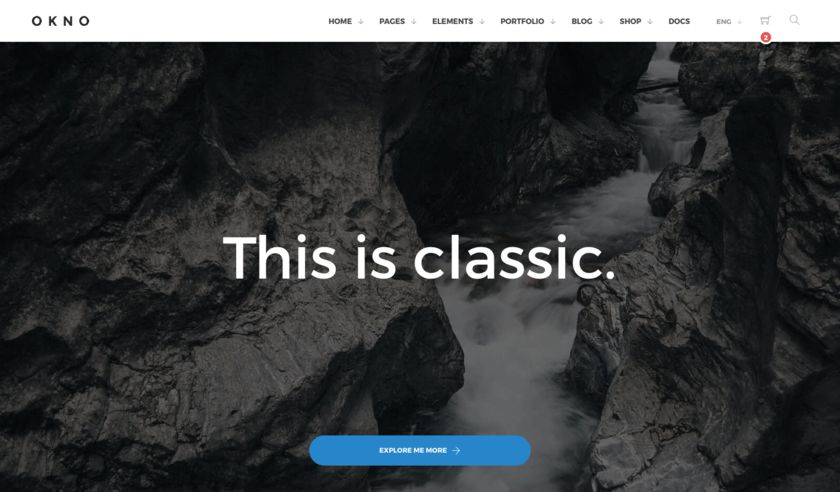 OKNO HOME PAGES ELEMENTS PORTFOLIO BLOG SHOP DOCS ENG
2
This is classic.
EXPLORE ME MORE